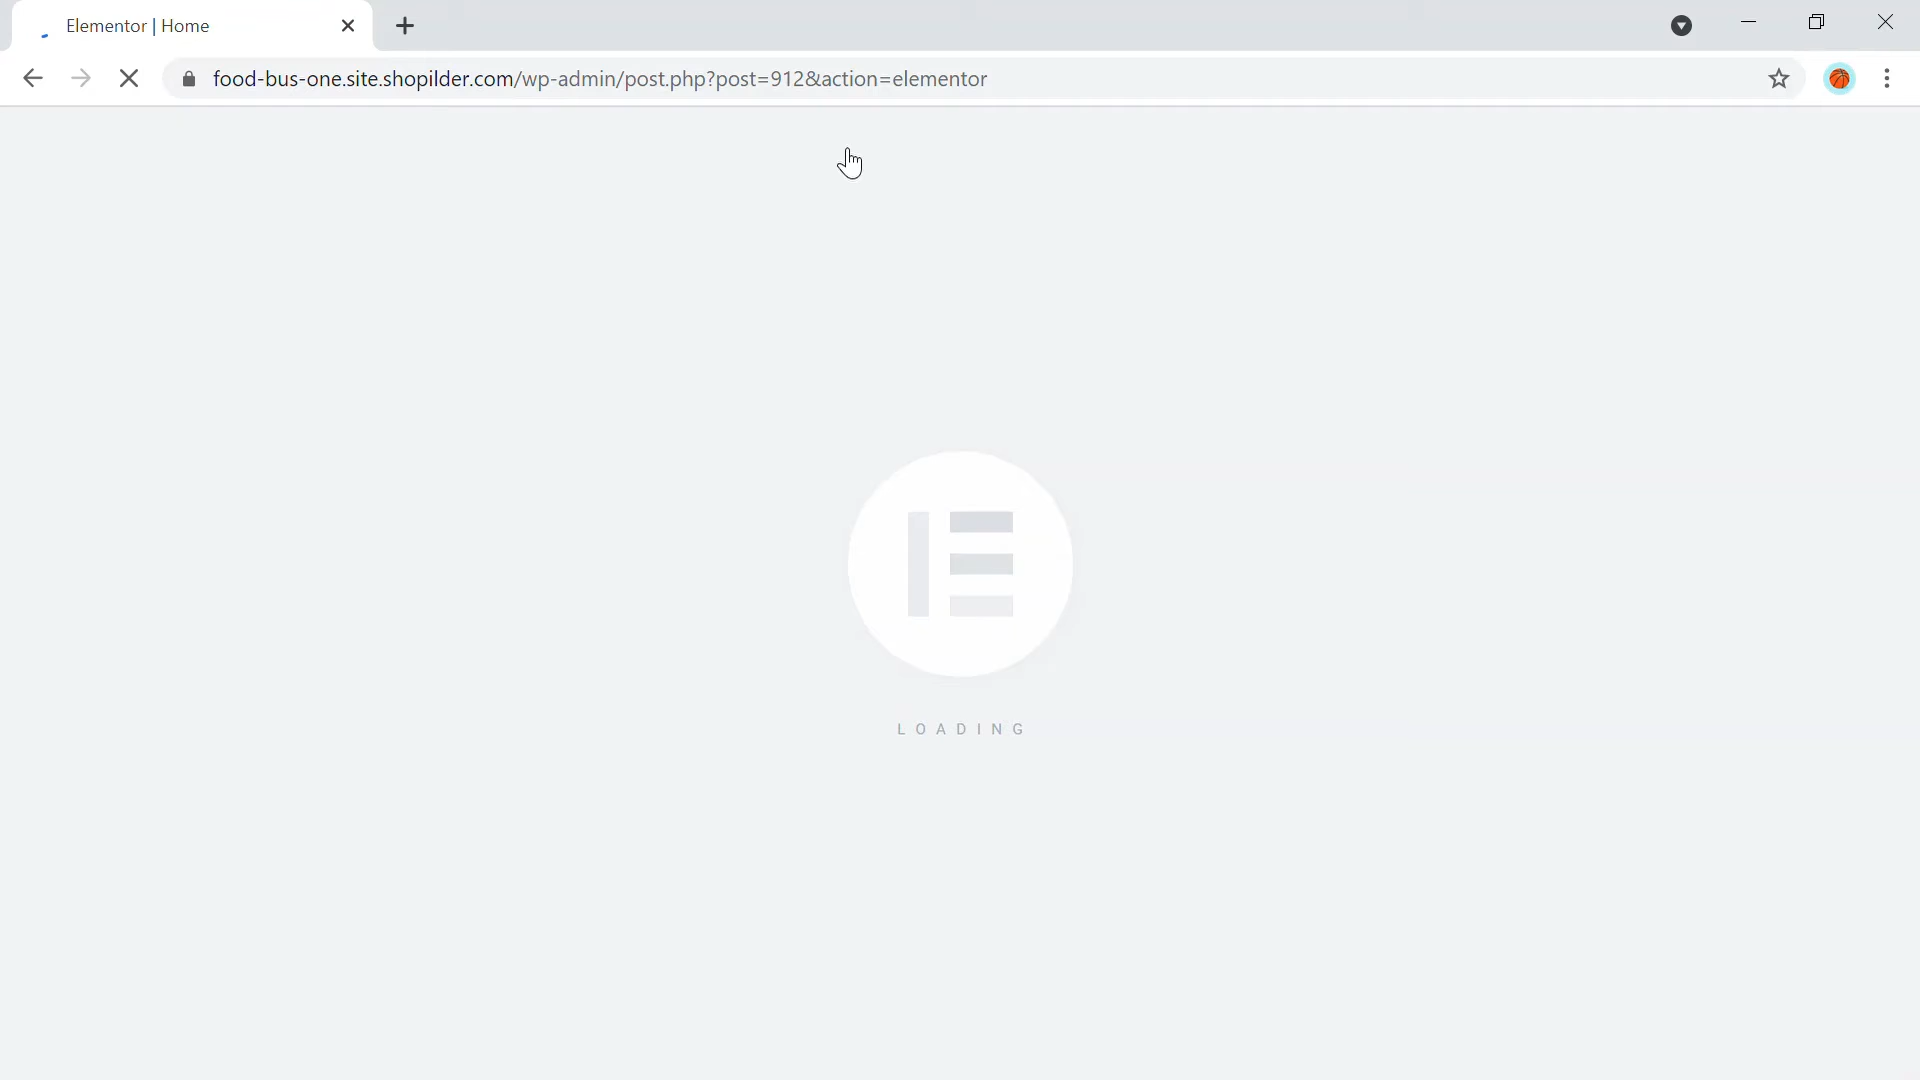 Elementor | Home
food-bus-one.site.shopilder.com/wp-admin/post.php?post=912&action=elementor
LOADING